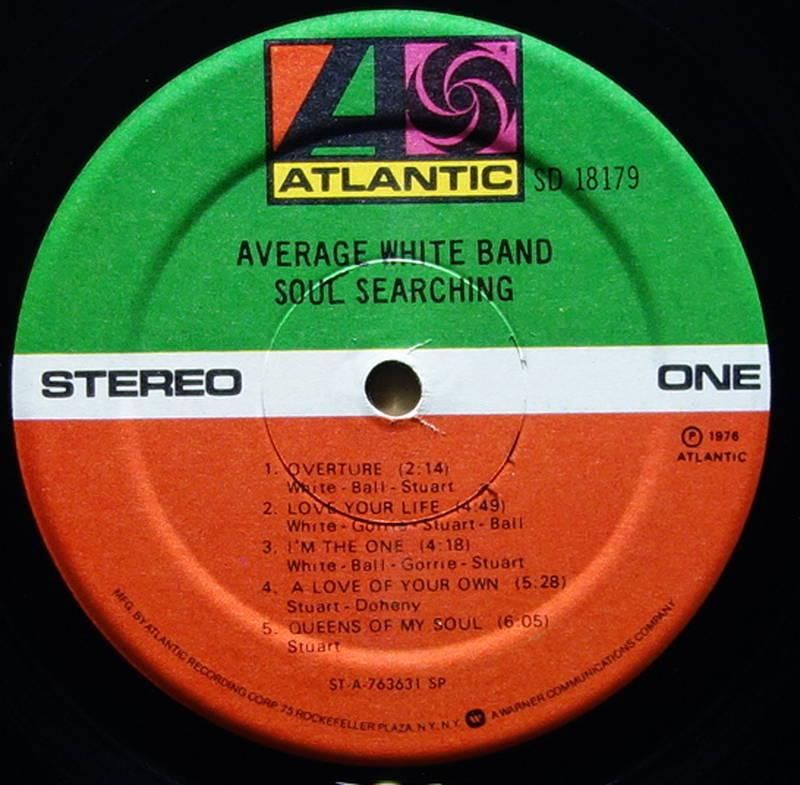 ATLANTIC
SD 18179
AVERAGE WHITE BAND
SOUL SEARCHING
STEREO
ONE
Ⓟ 1976
ATLANTIC
1. OVERTURE (2:14)
White - Ball - Stuart
2. LOVE YOUR LIFE (4:49)
White - Gorrie - Stuart - Ball
3. I'M THE ONE (4:18)
White - Ball - Gorrie - Stuart
4. A LOVE OF YOUR OWN (5:28)
Stuart - Doheny
5. QUEENS OF MY SOUL (6:05)
Stuart
ST-A-763631 SP
MFG. BY ATLANTIC RECORDING CORP. 75 ROCKEFELLER PLAZA, N.Y., N.Y. W A WARNER COMMUNICATIONS COMPANY